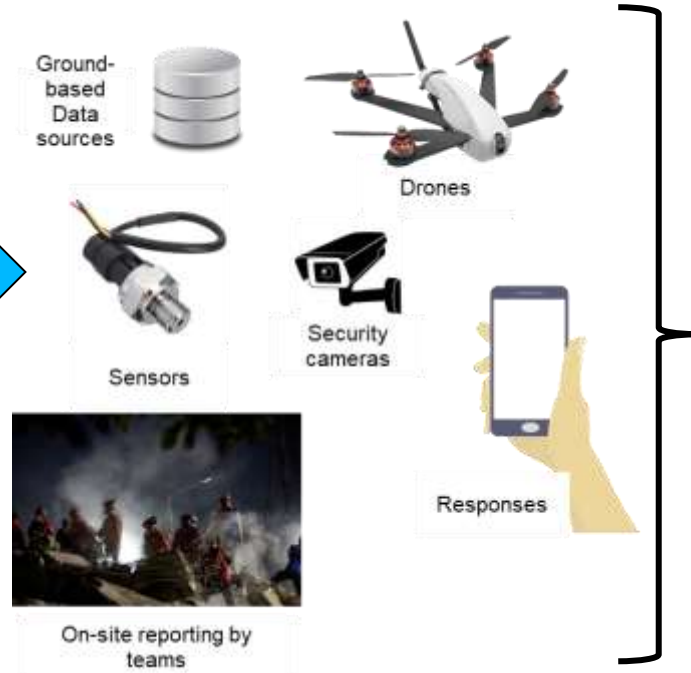 Ground-
based
Data
sources
Drones
Sensors
Security
cameras
Responses
On-site reporting by
teams